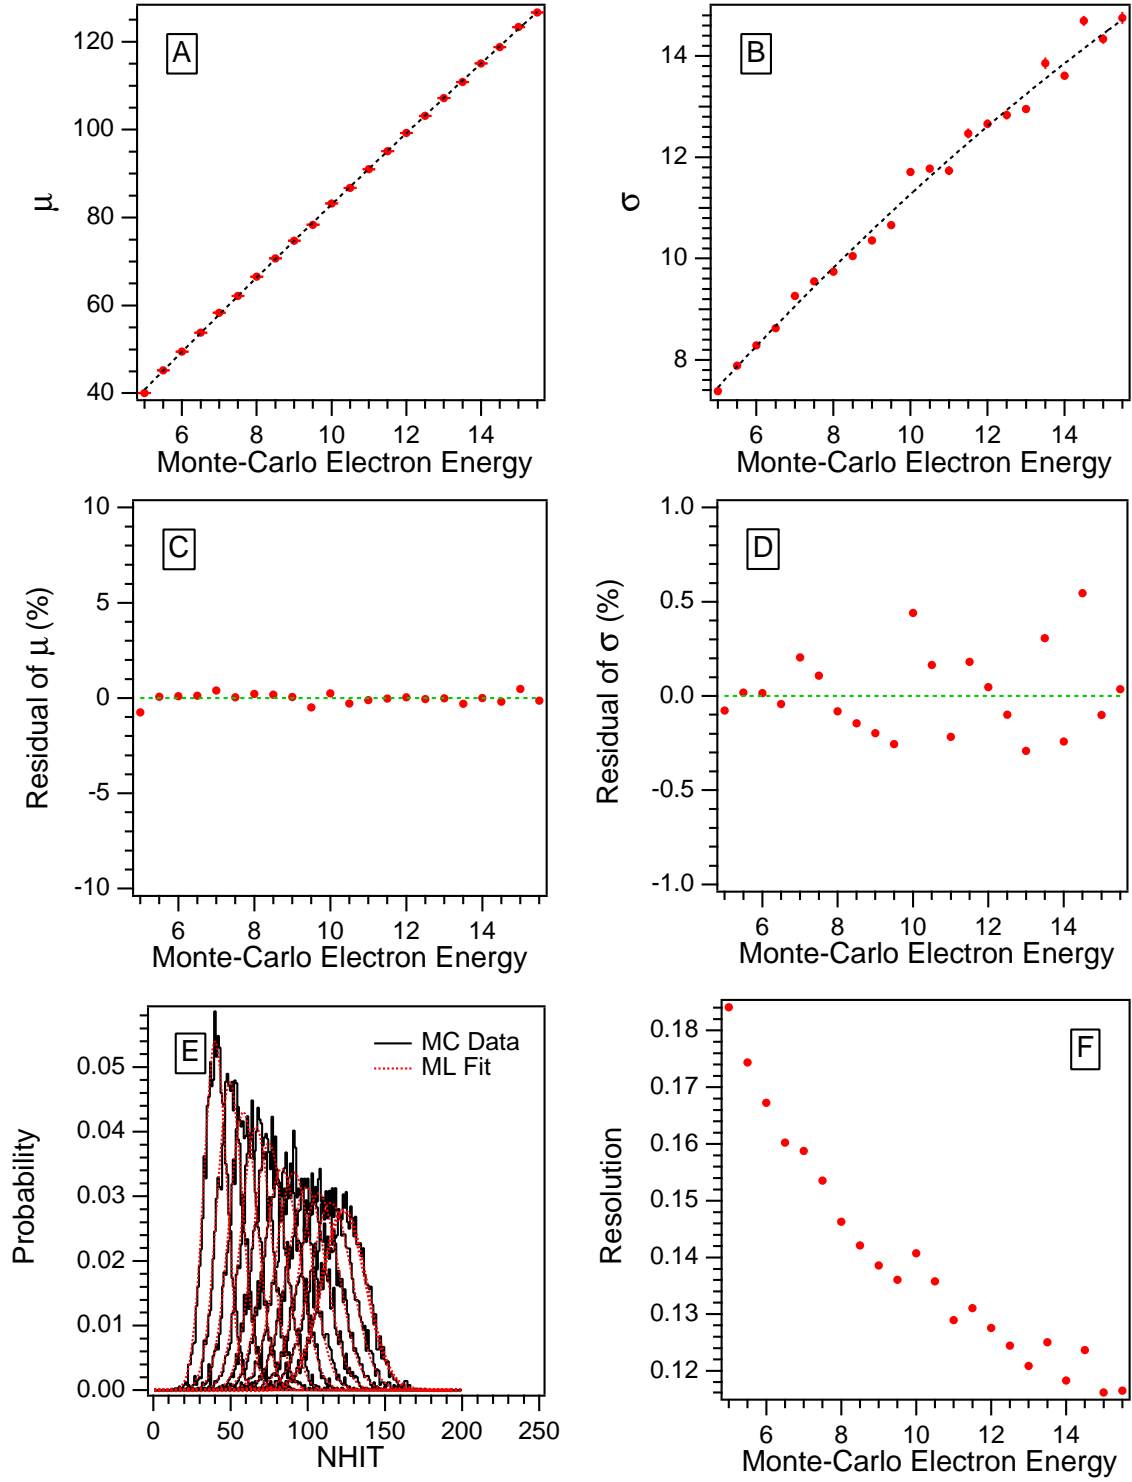 A
120
100
80
60
40
μ
6 8 10 12 14
Monte-Carlo Electron Energy
B
14
12
10
8
σ
6 8 10 12 14
Monte-Carlo Electron Energy
C
10
5
0
-5
-10
Residual of μ (%)
6 8 10 12 14
Monte-Carlo Electron Energy
D
1.0
0.5
0.0
-0.5
-1.0
Residual of σ (%)
6 8 10 12 14
Monte-Carlo Electron Energy
E
MC Data
ML Fit
0.05
0.04
0.03
0.02
0.01
0.00
Probability
0 50 100 150 200 250
NHIT
F
0.18
0.17
0.16
0.15
0.14
0.13
0.12
Resolution
6 8 10 12 14
Monte-Carlo Electron Energy